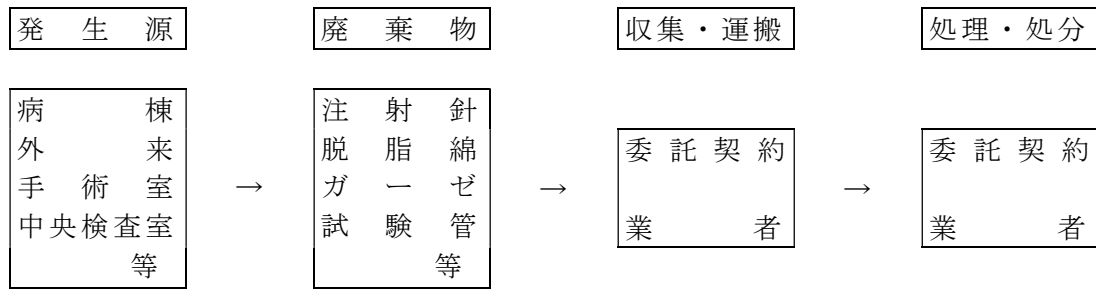 発生源
廃棄物
収集・運搬
処理・処分
病棟
外来
手術室
中央検査室
等
→
注射針
脱脂綿
ガーゼ
試験管
等
→
委託契約
業者
→
委託契約
業者